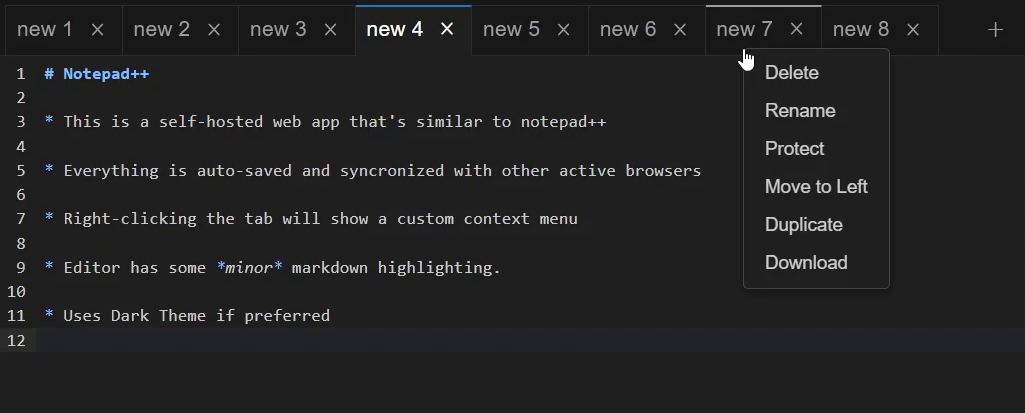 new 1 × new 2 × new 3 × new 4 × new 5 × new 6 × new 7 × new 8 × +
1 # Notepad++
2
3 * This is a self-hosted web app that's similar to notepad++
4
5 * Everything is auto-saved and syncronized with other active browsers
6
7 * Right-clicking the tab will show a custom context menu
8
9 * Editor has some *minor* markdown highlighting.
10
11 * Uses Dark Theme if preferred
12
Delete
Rename
Protect
Move to Left
Duplicate
Download